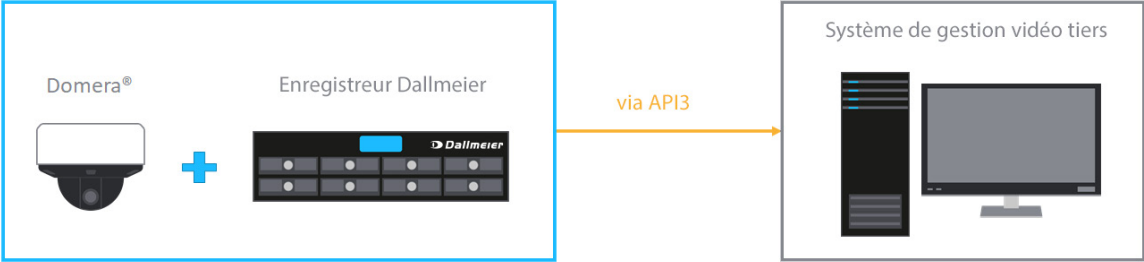 Domera®
Enregistreur Dallmeier
Dallmeier
via API3
Système de gestion vidéo tiers